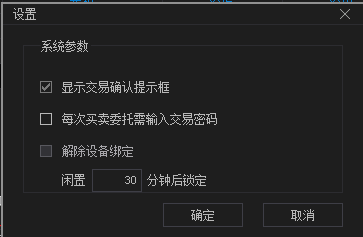 设置
系统参数
显示交易确认提示框
每次买卖委托需输入交易密码
解除设备绑定
闲置 30 分钟后锁定
确定 取消